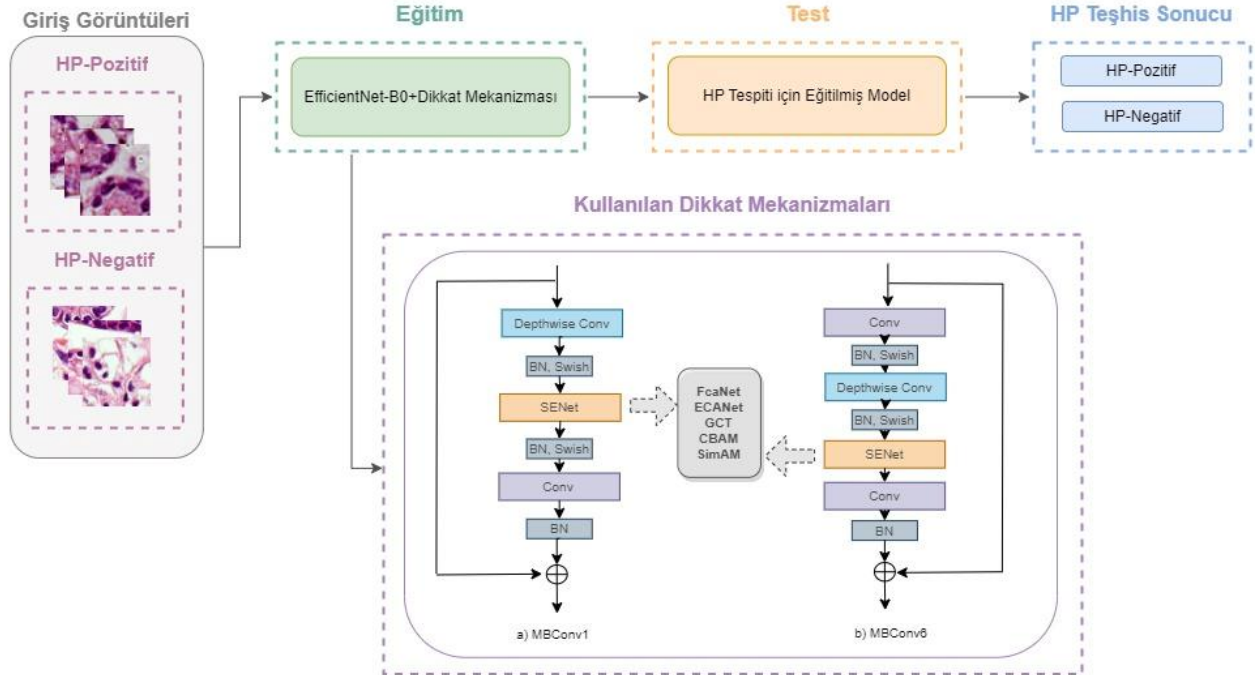 Giriş Görüntüleri
HP-Pozitif
HP-Negatif
Eğitim
EfficientNet-B0+Dikkat Mekanizması
Test
HP Tespiti için Eğitilmiş Model
HP Teşhis Sonucu
HP-Pozitif
HP-Negatif
Kullanılan Dikkat Mekanizmaları
Depthwise Conv
BN, Swish
SENet
BN, Swish
Conv
BN
a) MBConv1
FcaNet
ECANet
GCT
CBAM
SimAM
Conv
BN, Swish
Depthwise Conv
BN, Swish
SENet
Conv
BN
b) MBConv6